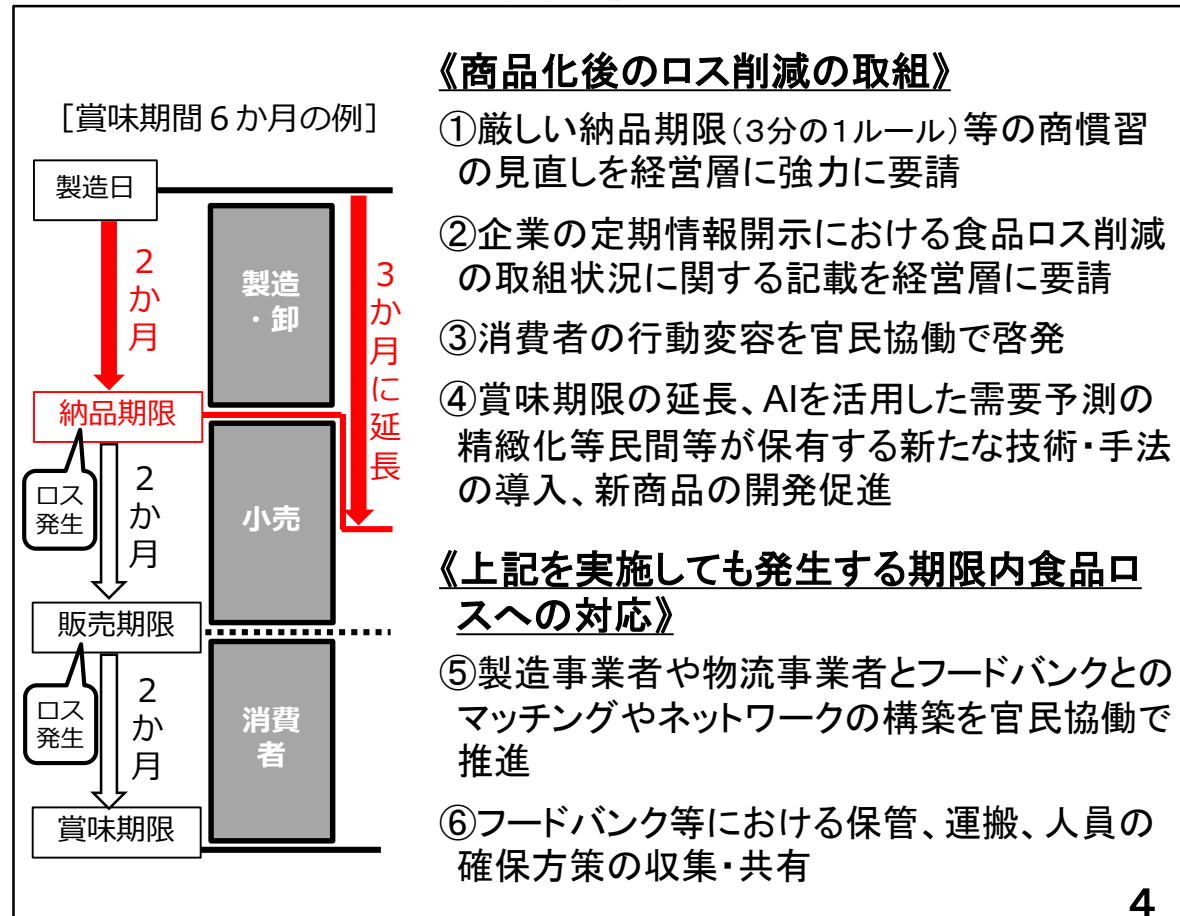 [賞味期間6か月の例]
製造日
2か月
納品期限
ロス
発生
2か月
販売期限
ロス
発生
2か月
賞味期限
製造
・卸
小売
消費
者
3か月に延長
《商品化後のロス削減の取組》
①厳しい納品期限(3分の1ルール)等の商慣習
の見直しを経営層に強力に要請
②企業の定期情報開示における食品ロス削減
の取組状況に関する記載を経営層に要請
③消費者の行動変容を官民協働で啓発
④賞味期限の延長、AIを活用した需要予測の
精緻化等民間等が保有する新たな技術・手法
の導入、新商品の開発促進
《上記を実施しても発生する期限内食品ロ
スへの対応》
⑤製造事業者や物流事業者とフードバンクとの
マッチングやネットワークの構築を官民協働で
推進
⑥フードバンク等における保管、運搬、人員の
確保方策の収集・共有
4